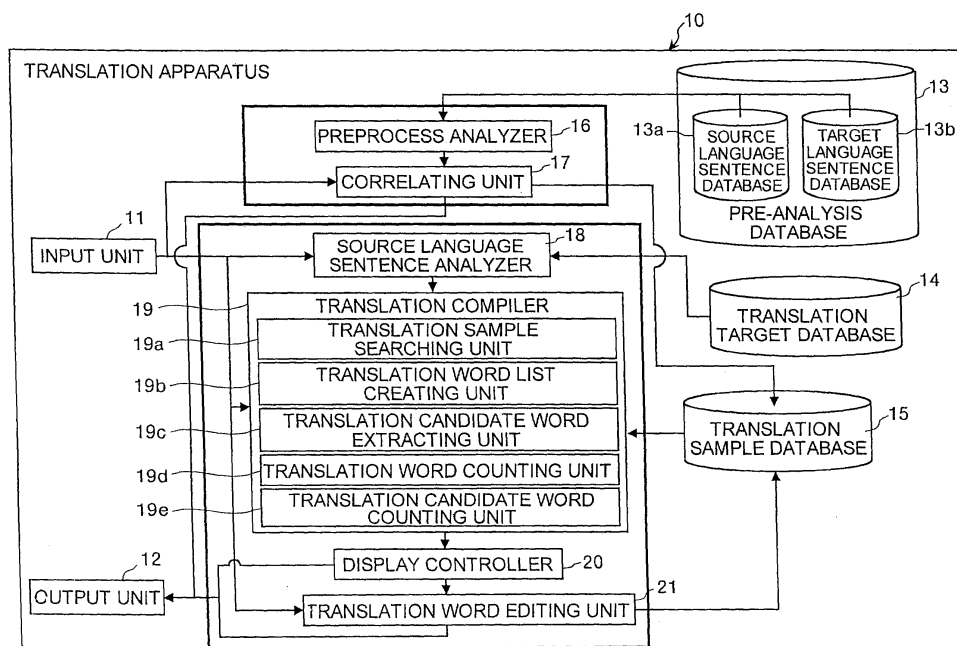 10
TRANSLATION APPARATUS
13
PREPROCESS ANALYZER
16
13a
13b
SOURCE
LANGUAGE
SENTENCE
DATABASE
TARGET
LANGUAGE
SENTENCE
DATABASE
17
CORRELATING UNIT
PRE-ANALYSIS
DATABASE
11
INPUT UNIT
18
SOURCE LANGUAGE
SENTENCE ANALYZER
14
TRANSLATION
TARGET DATABASE
19
TRANSLATION COMPILER
19a
TRANSLATION SAMPLE
SEARCHING UNIT
19b
TRANSLATION WORD LIST
CREATING UNIT
15
TRANSLATION
SAMPLE DATABASE
19c
TRANSLATION CANDIDATE WORD
EXTRACTING UNIT
19d
TRANSLATION WORD COUNTING UNIT
19e
TRANSLATION CANDIDATE WORD
COUNTING UNIT
12
DISPLAY CONTROLLER
20
CUTPUT UNIT
21
TRANSLATION WORD EDITING UNIT